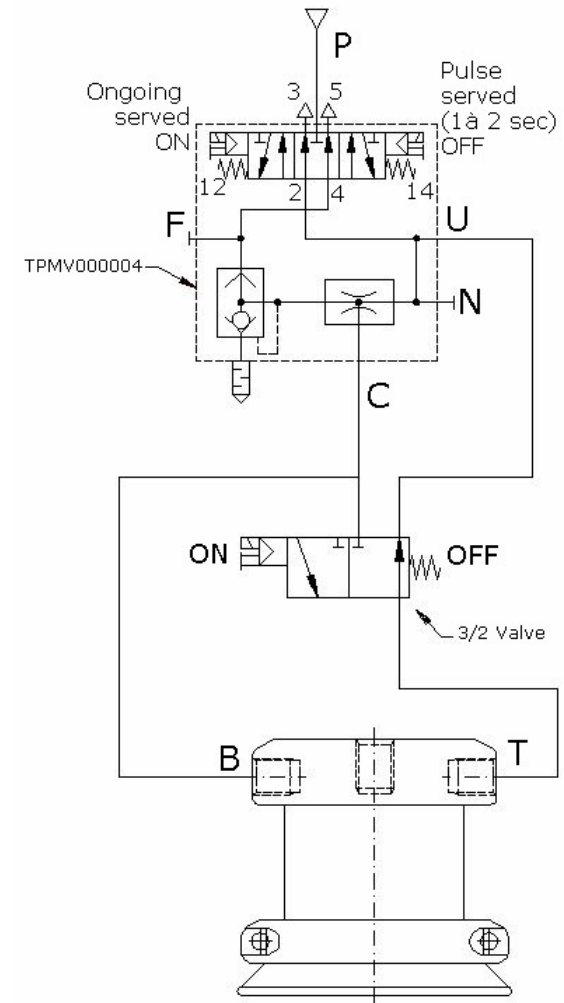 P
Ongoing
served
ON
3
5
Pulse
served
(1à 2 sec)
OFF
12
2
4
14
F
U
TPMV000004
N
C
ON
OFF
3/2 Valve
B
T